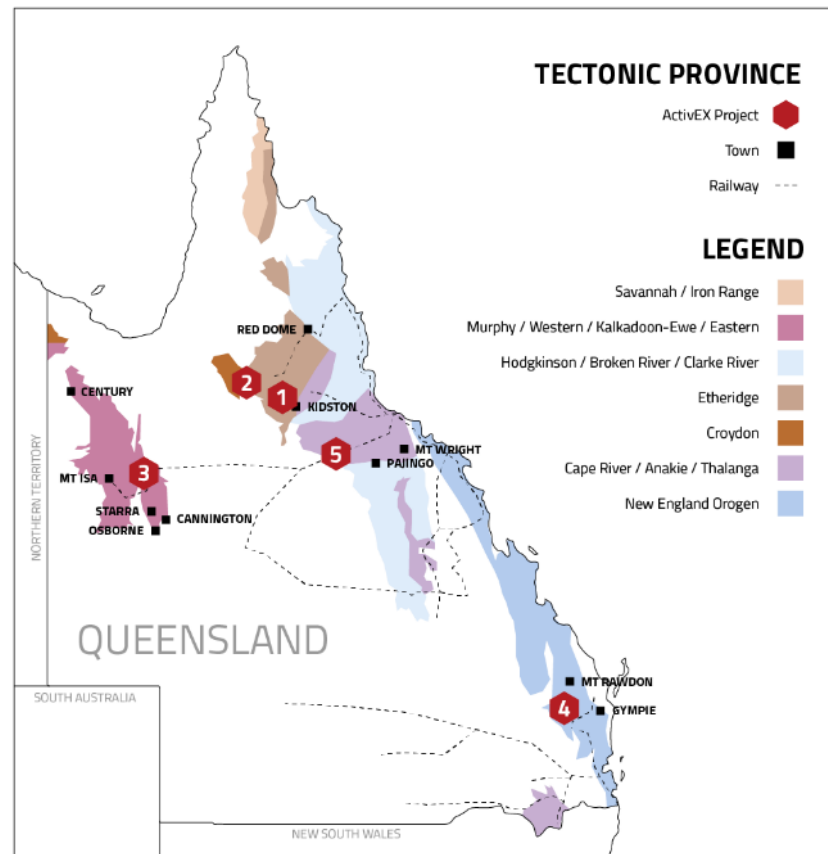 TECTONIC PROVINCE
ActivEX Project
Town
Railway
LEGEND
Savannah / Iron Range
Murphy / Western / Kalkadoon-Ewe / Eastern
Hodgkinson / Broken River / Clarke River
Etheridge
Croydon
Cape River / Anakie / Thalanga
New England Orogen
RED DOME
2
1
KIDSTON
CENTURY
MT WRIGHT
5
PAJINGO
3
MT ISA
STARRA
CANNINGTON
OSBORNE
NORTHERN TERRITORY
QUEENSLAND
MT RAWDON
SOUTH AUSTRALIA
4
GYMPIE
NEW SOUTH WALES